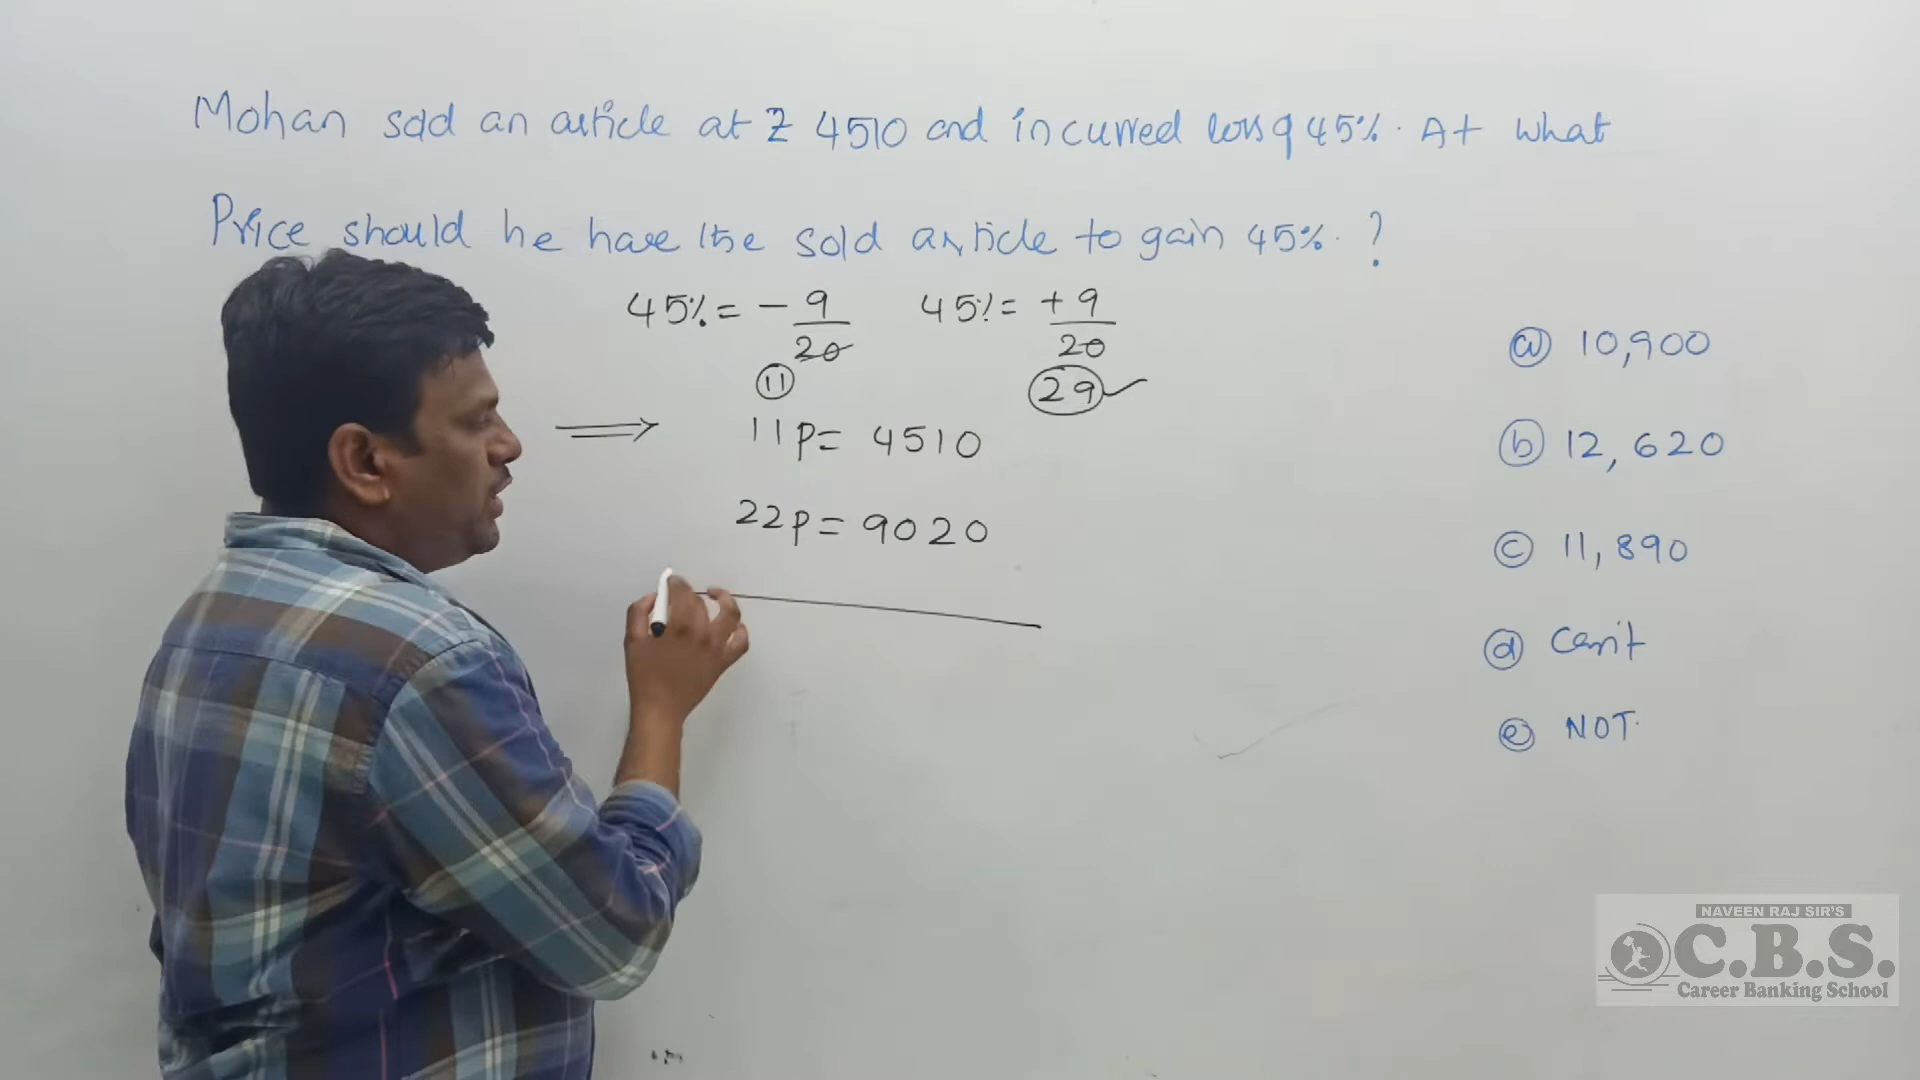 Mohan sold an article at ₹ 4510 and incurred loss of 45%. At what
Price should he have the sold article to gain 45%. ?
45% = - 9/20 45% = + 9/20
11 29
11p = 4510
22p = 9020
a 10,900
b 12,620
c 11,890
d Can't
e NOT.
NAVEEN RAJ SIR'S
C.B.S.
Career Banking School